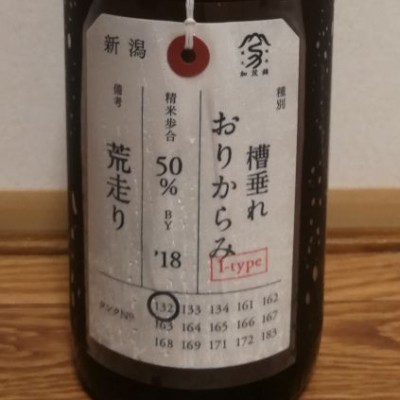 加茂錦
種別
槽垂れ
おりからみ
I-type
精米歩合
50%
BY
'18
新潟
備考
荒走り
タンクNo.
132 133 134 161 162
163 164 165 166 167
168 169 171 172 183